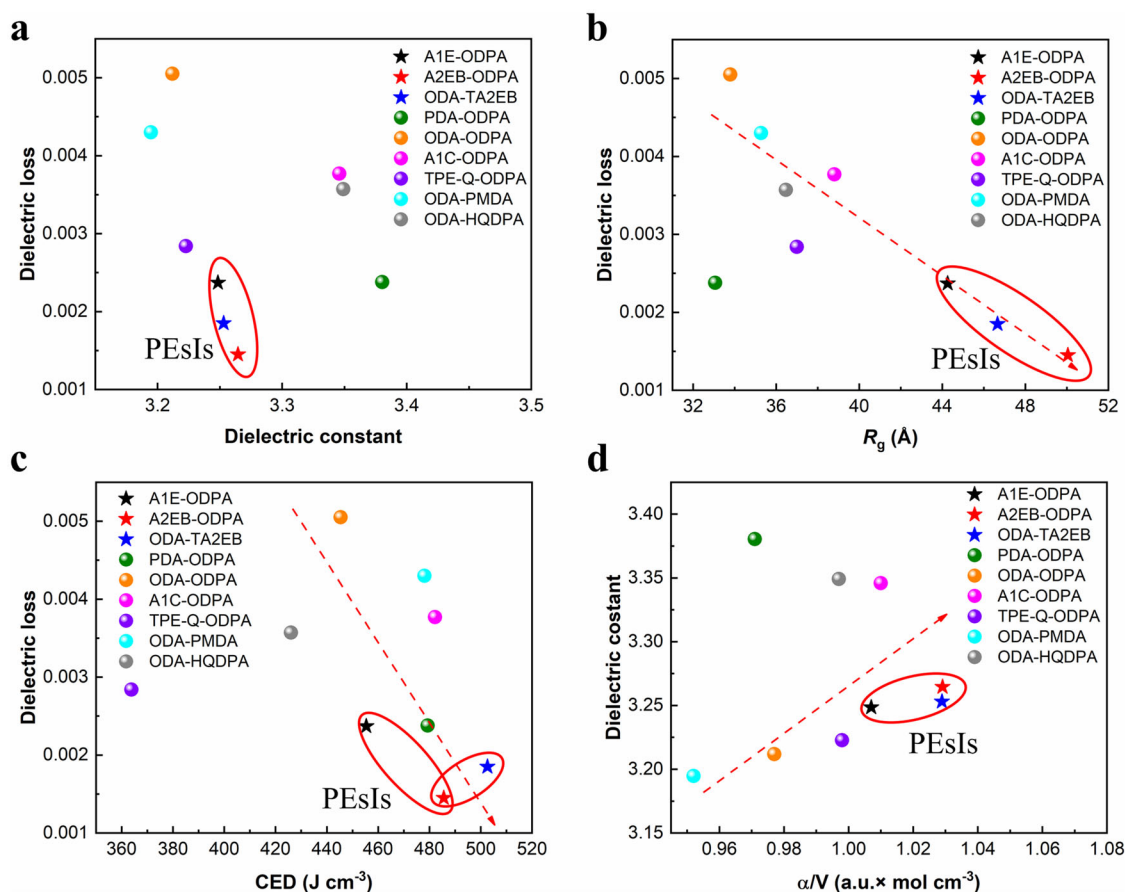 a
Dielectric loss
0.005
0.004
0.003
0.002
0.001
3.2
3.3
3.4
3.5
Dielectric constant
A1E-ODPA
A2EB-ODPA
ODA-TA2EB
PDA-ODPA
ODA-ODPA
A1C-ODPA
TPE-Q-ODPA
ODA-PMDA
ODA-HQDPA
PEsIs
b
Dielectric loss
0.005
0.004
0.003
0.002
0.001
32
36
40
44
48
52
Rg (Å)
A1E-ODPA
A2EB-ODPA
ODA-TA2EB
PDA-ODPA
ODA-ODPA
A1C-ODPA
TPE-Q-ODPA
ODA-PMDA
ODA-HQDPA
PEsIs
c
Dielectric loss
0.005
0.004
0.003
0.002
0.001
360
380
400
420
440
460
480
500
520
CED (J cm⁻³)
A1E-ODPA
A2EB-ODPA
ODA-TA2EB
PDA-ODPA
ODA-ODPA
A1C-ODPA
TPE-Q-ODPA
ODA-PMDA
ODA-HQDPA
PEsIs
d
Dielectric costant
3.40
3.35
3.30
3.25
3.20
3.15
0.96
0.98
1.00
1.02
1.04
1.06
1.08
α/V (a.u.× mol cm⁻³)
A1E-ODPA
A2EB-ODPA
ODA-TA2EB
PDA-ODPA
ODA-ODPA
A1C-ODPA
TPE-Q-ODPA
ODA-PMDA
ODA-HQDPA
PEsIs